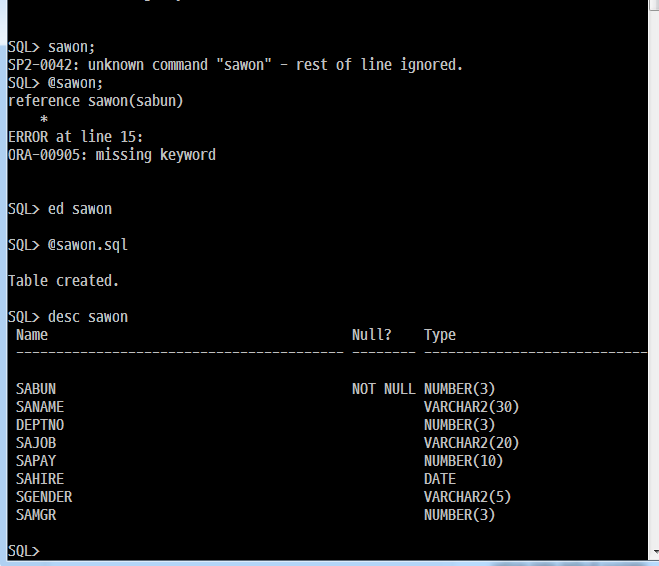 SQL> sawon;
SP2-0042: unknown command "sawon" - rest of line ignored.
SQL> @sawon;
reference sawon(sabun)
    *
ERROR at line 15:
ORA-00905: missing keyword
SQL> ed sawon
SQL> @sawon.sql
Table created.
SQL> desc sawon
 Name                                      Null?    Type
 ----------------------------------------- -------- ----------------------------
 SABUN                                     NOT NULL NUMBER(3)
 SANAME                                             VARCHAR2(30)
 DEPTNO                                             NUMBER(3)
 SAJOB                                              VARCHAR2(20)
 SAPAY                                              NUMBER(10)
 SAHIRE                                             DATE
 SGENDER                                            VARCHAR2(5)
 SAMGR                                              NUMBER(3)
SQL>